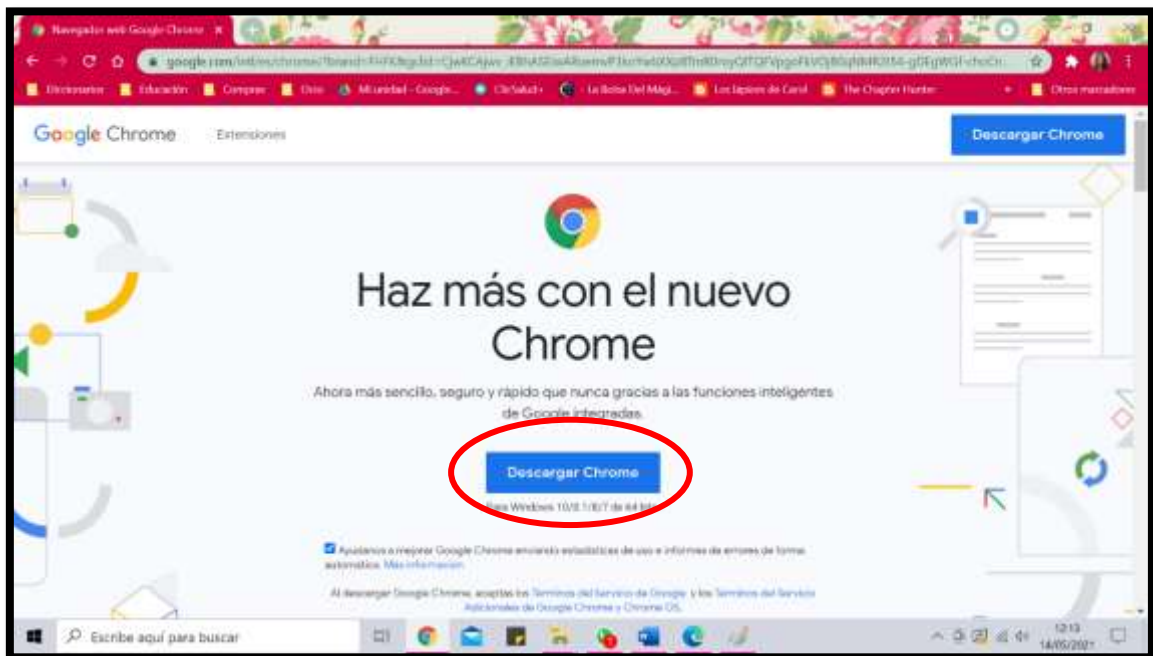 Navegador web Google Chrome
Diccionarios Educación Compras Ocio Mi unidad - Google... ClicSalud+ La Bolsa Del Mági... Los lápices de Carol The Chapter Hunter Otros marcadores
Google Chrome Extensiones Descargar Chrome
Haz más con el nuevo
Chrome
Ahora más sencillo, seguro y rápido que nunca gracias a las funciones inteligentes
de Google integradas
Descargar Chrome
Para Windows 10/8.1/8/7 de 64 bits
Ayúdanos a mejorar Google Chrome enviando estadísticas de uso e informes de errores de forma
automática. Más información
Al descargar Google Chrome, aceptas los Términos del Servicio de Google y los Términos del Servicio
Adicionales de Google Chrome y Chrome OS.
Escribe aquí para buscar
12:13
14/05/2021